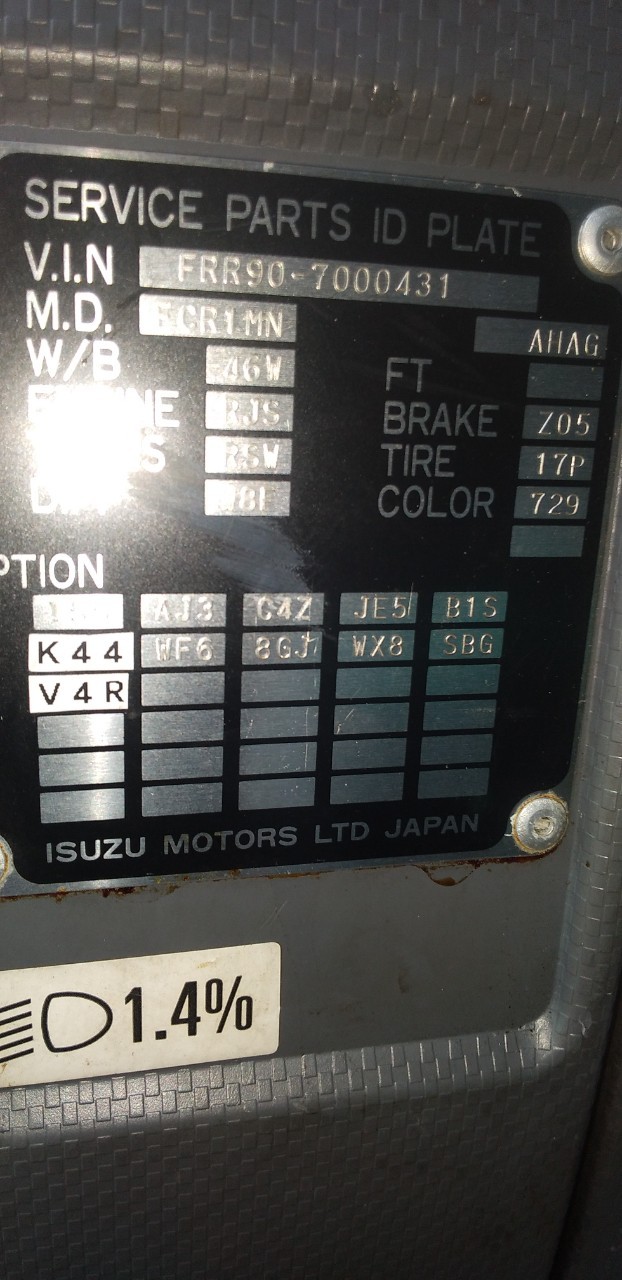 SERVICE PARTS ID PLATE
V.I.N FRR90-7000431
M.D. AHAG
W/B 46W FT
RJS BRAKE Z05
RSW TIRE 17P
COLOR 729
PTION
AJ3 C4Z JE5 B1S
K44 WF6 8GJ WX8 SBG
V4R
ISUZU MOTORS LTD JAPAN
1.4%